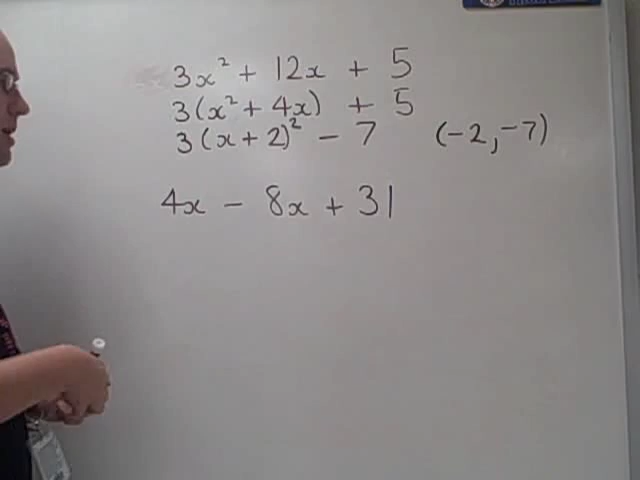 3x² + 12x + 5
3(x² + 4x) + 5
3(x + 2)² − 7 (−2, −7)
4x − 8x + 31